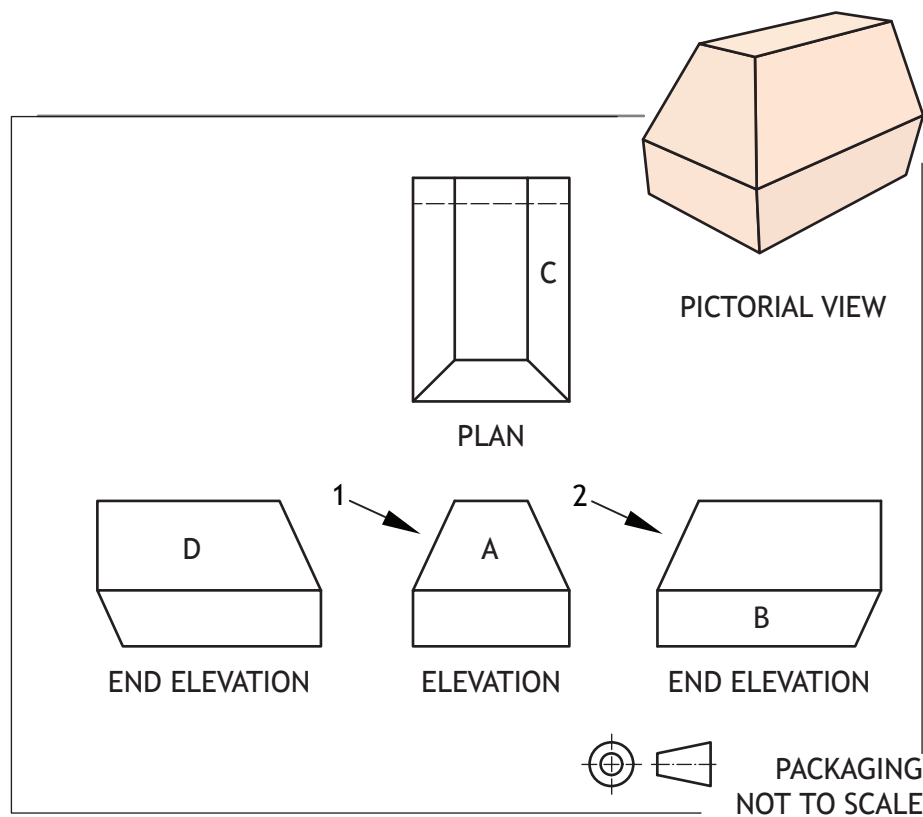 PICTORIAL VIEW
C
PLAN
1
2
D
A
B
END ELEVATION
ELEVATION
END ELEVATION
PACKAGING
NOT TO SCALE